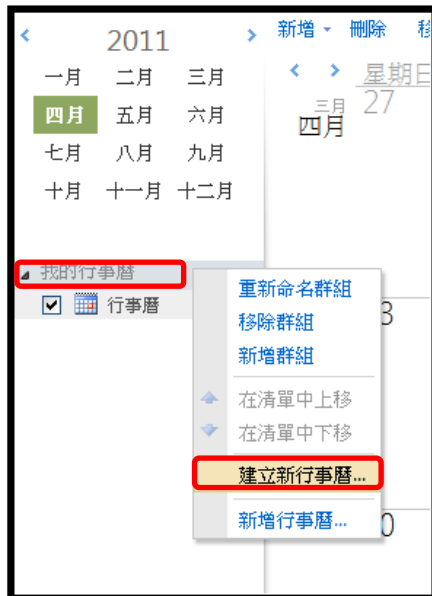 2011
一月 二月 三月
四月 五月 六月
七月 八月 九月
十月 十一月 十二月
我的行事曆
行事曆
新增 刪除 移
星期日
三月 27
四月
3
0
重新命名群組
移除群組
新增群組
在清單中上移
在清單中下移
建立新行事曆...
新增行事曆...